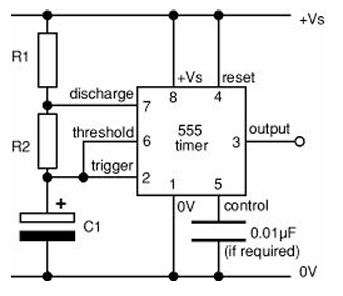 +Vs
R1
+Vs
reset
discharge
8
4
7
threshold
555
output
6
timer
3
R2
trigger
2
1
5
+
0V
control
C1
0.01µF
(if required)
0V